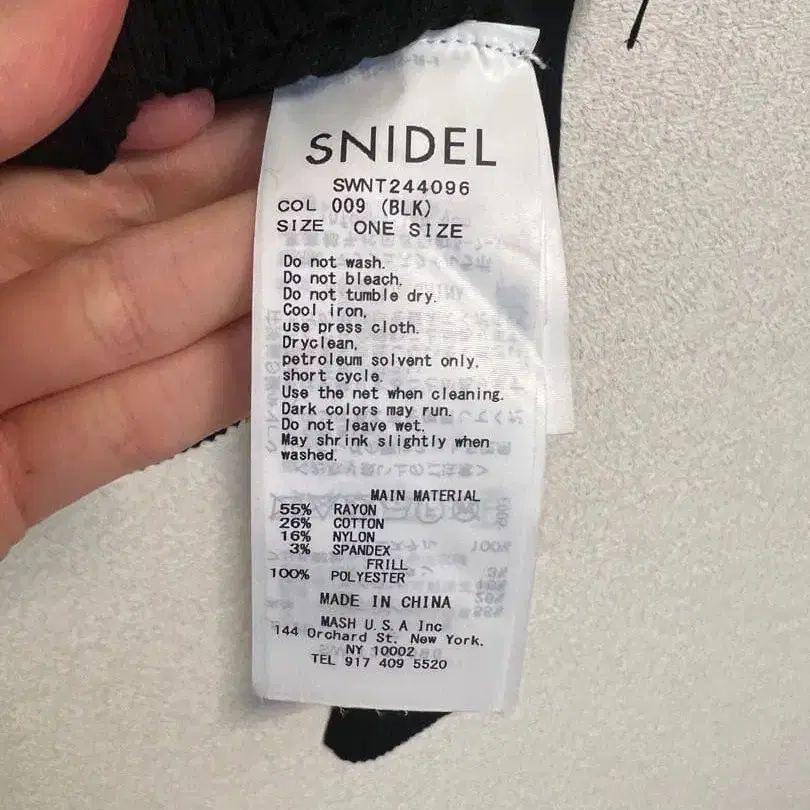 SNIDEL
SWNT244096
COL 009 (BLK)
SIZE ONE SIZE
Do not wash.
Do not bleach.
Do not tumble dry.
Cool iron,
use press cloth.
Dryclean,
petroleum solvent only,
short cycle.
Use the net when cleaning.
Dark colors may run.
Do not leave wet.
May shrink slightly when
washed.
MAIN MATERIAL
55% RAYON
26% COTTON
16% NYLON
3% SPANDEX
FRILL
100% POLYESTER
MADE IN CHINA
MASH U.S.A Inc
144 Orchard St. New York,
NY 10002
TEL 917 409 5520